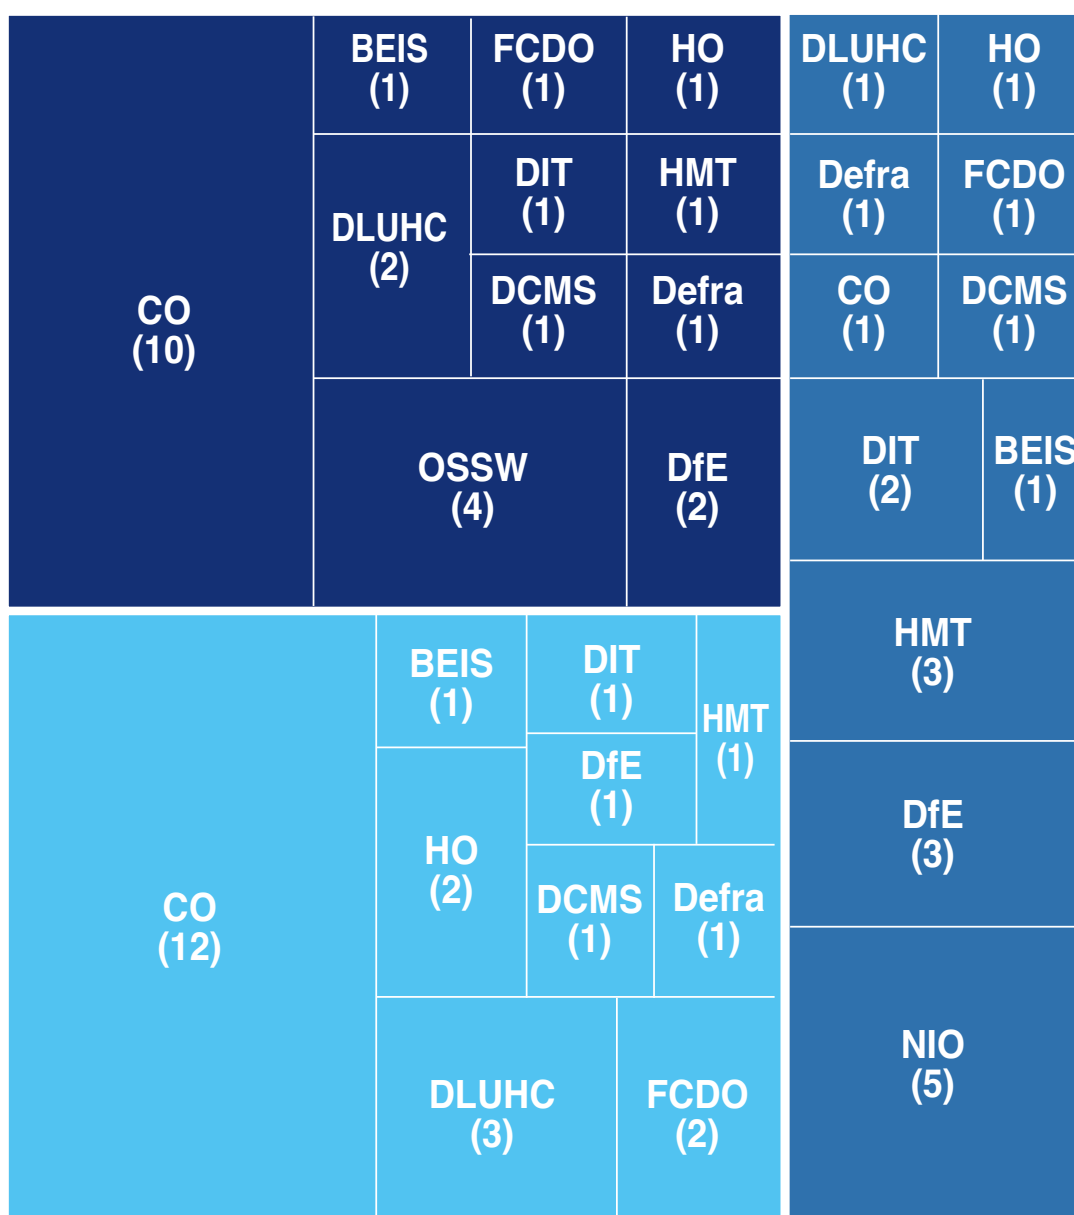 CO
(10)
BEIS
(1)
FCDO
(1)
HO
(1)
DLUHC
(2)
DIT
(1)
HMT
(1)
DCMS
(1)
Defra
(1)
OSSW
(4)
DfE
(2)
DLUHC
(1)
HO
(1)
Defra
(1)
FCDO
(1)
CO
(1)
DCMS
(1)
DIT
(2)
BEIS
(1)
HMT
(3)
DfE
(3)
NIO
(5)
CO
(12)
BEIS
(1)
DIT
(1)
HMT
(1)
DfE
(1)
HO
(2)
DCMS
(1)
Defra
(1)
DLUHC
(3)
FCDO
(2)